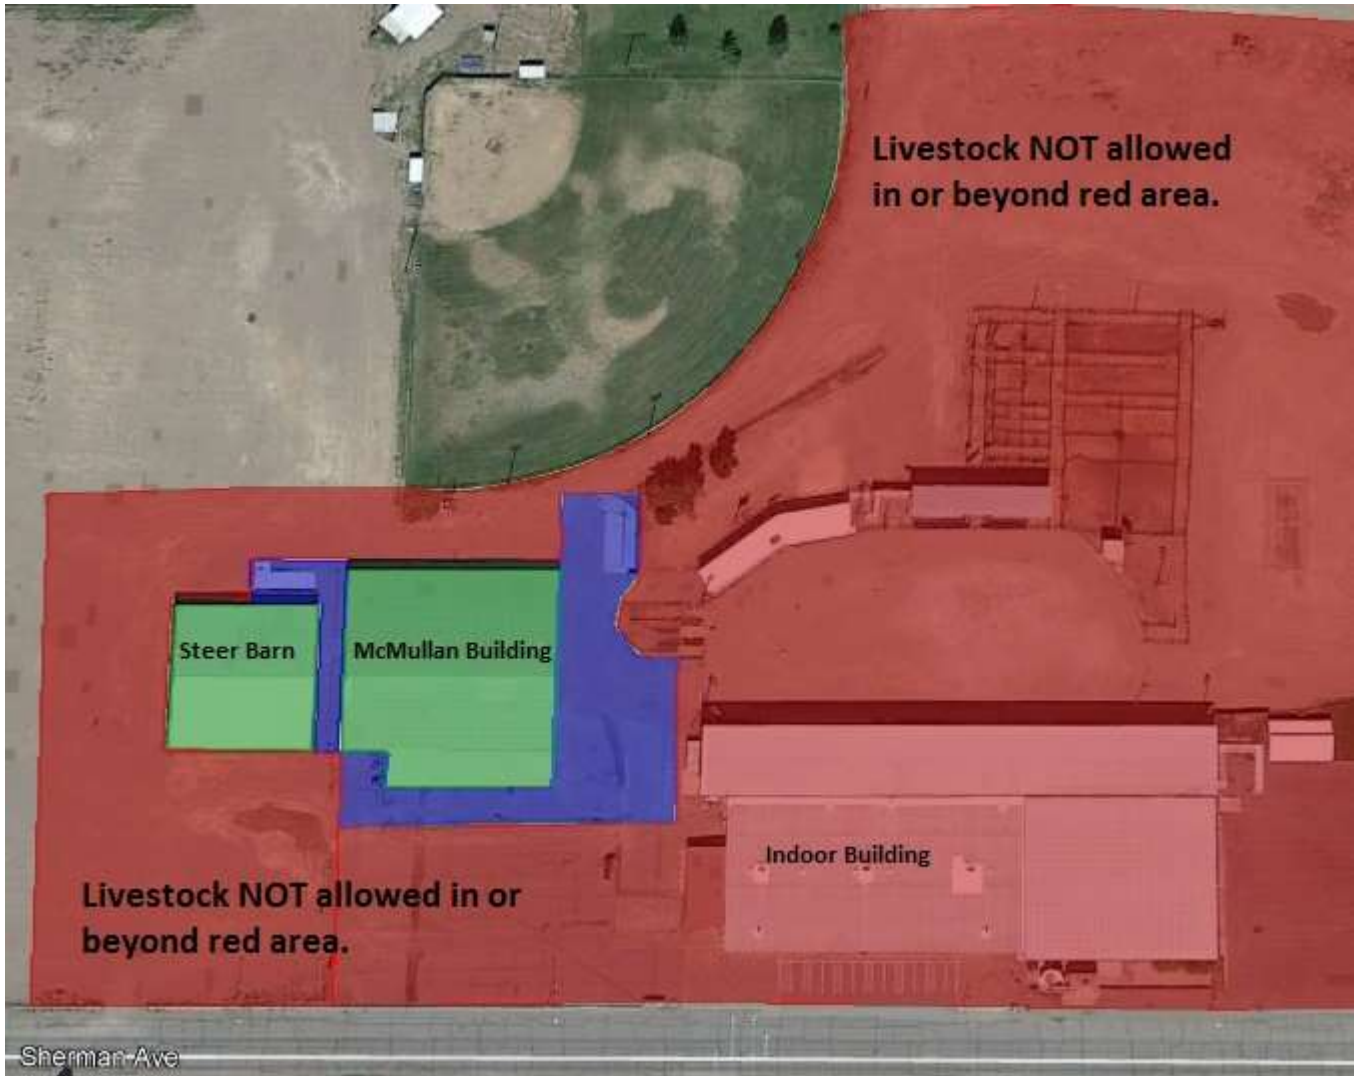 Livestock NOT allowed
in or beyond red area.
Steer Barn
McMullan Building
Indoor Building
Livestock NOT allowed in or
beyond red area.
Sherman Ave